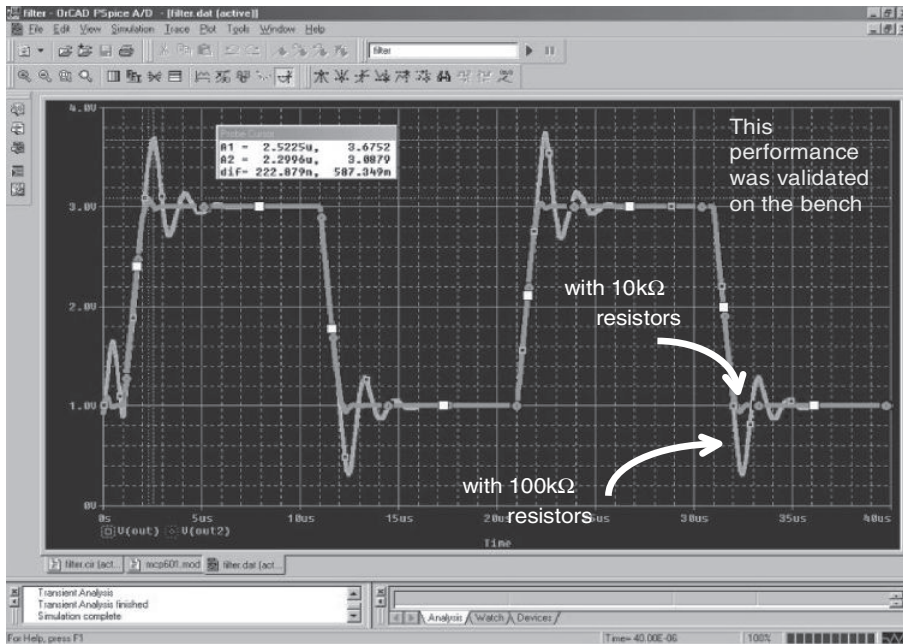 filter - OrCAD PSpice A/D - [filter.dat (active)]
File Edit View Simulation Trace Plot Tools Window Help
filter
4.0V
3.0V
2.0V
1.0V
0V
Probe Cursor
A1 = 2.5225u, 3.6752
A2 = 2.2996u, 3.0879
dif= 222.879n, 587.349m
This
performance
was validated
on the bench
with 10kΩ
resistors
with 100kΩ
resistors
0s 5us 10us 20us 30us 35us 40us
V(out) V(out2)
Time
filter.cir (act... mcp601.mod filter.dat (act...
Transient Analysis
Transient Analysis finished
Simulation complete
Analysis Watch Devices
For Help, press F1
Time= 40.00E-06 100%